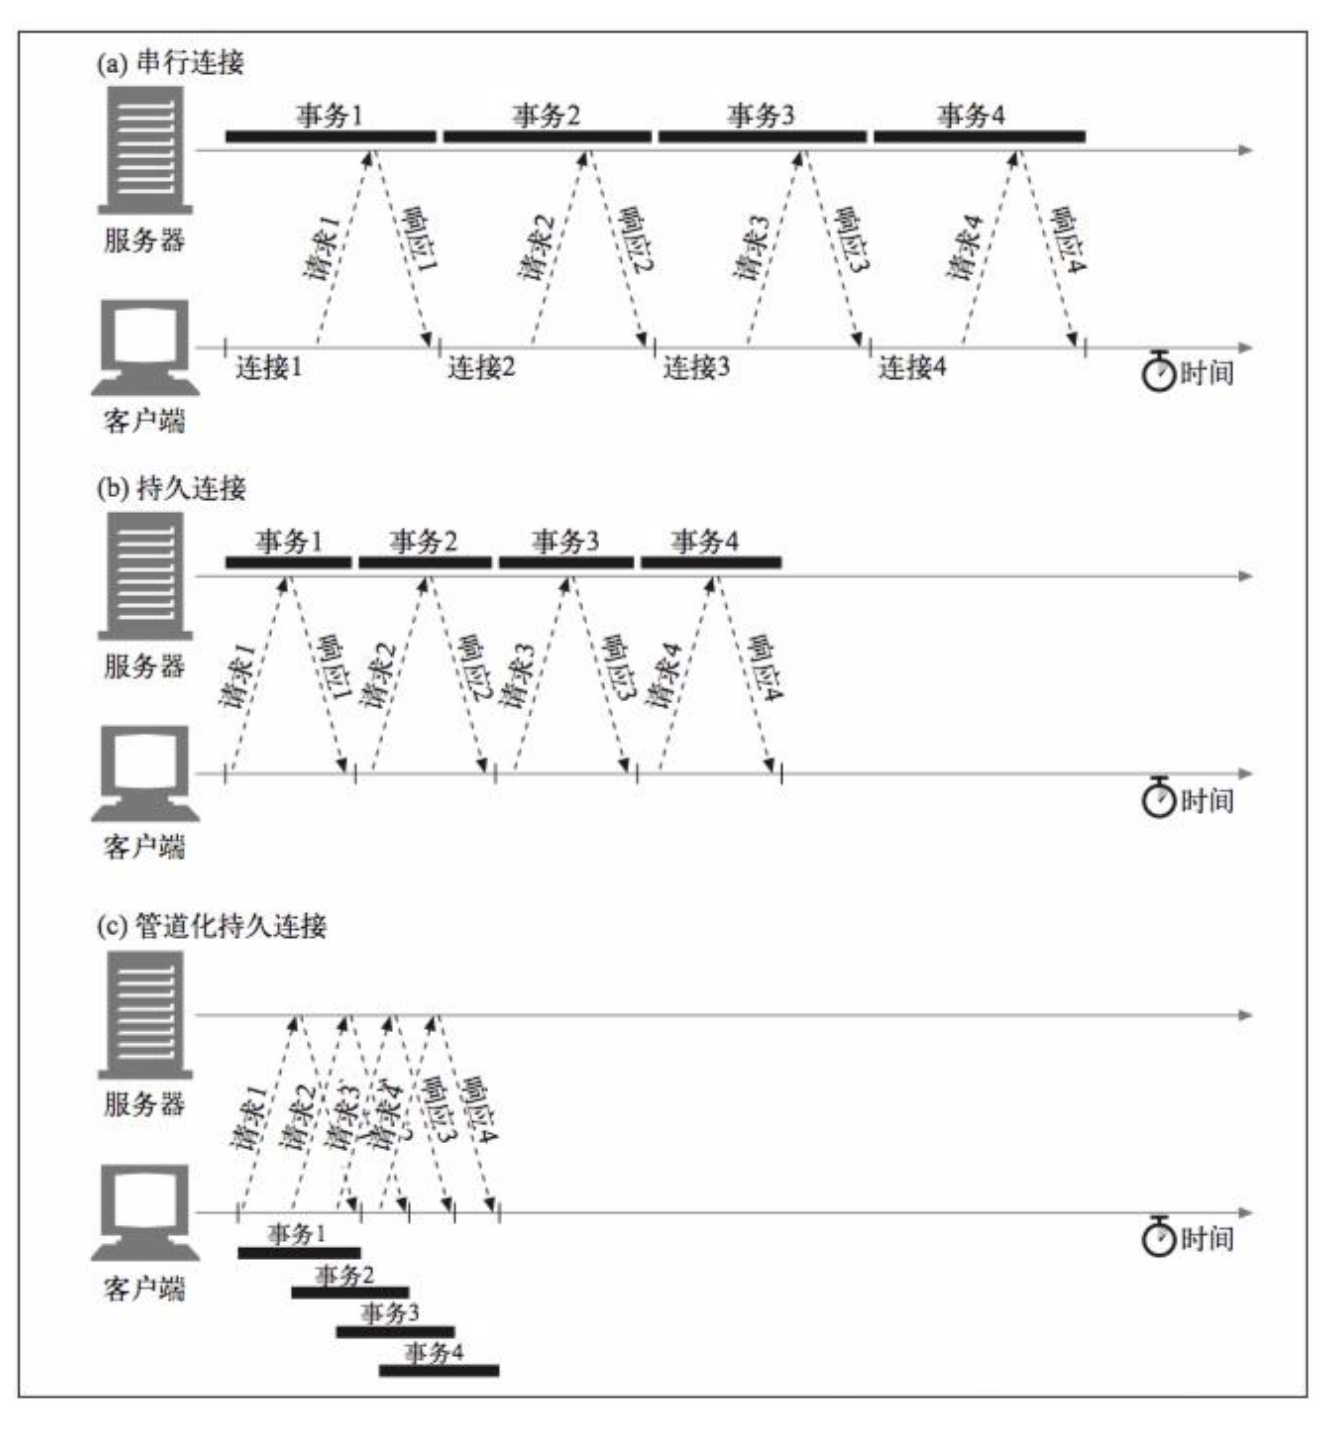 (a) 串行连接
事务1 事务2 事务3 事务4
请求1 响应1 请求2 响应2 请求3 响应3 请求4 响应4
服务器
连接1 连接2 连接3 连接4 时间
客户端
(b) 持久连接
事务1 事务2 事务3 事务4
请求1 响应1 请求2 响应2 请求3 响应3 请求4 响应4
服务器
时间
客户端
(c) 管道化持久连接
请求1 请求2 请求3 请求4 响应3 响应4
服务器
事务1 时间
客户端
事务2
事务3
事务4